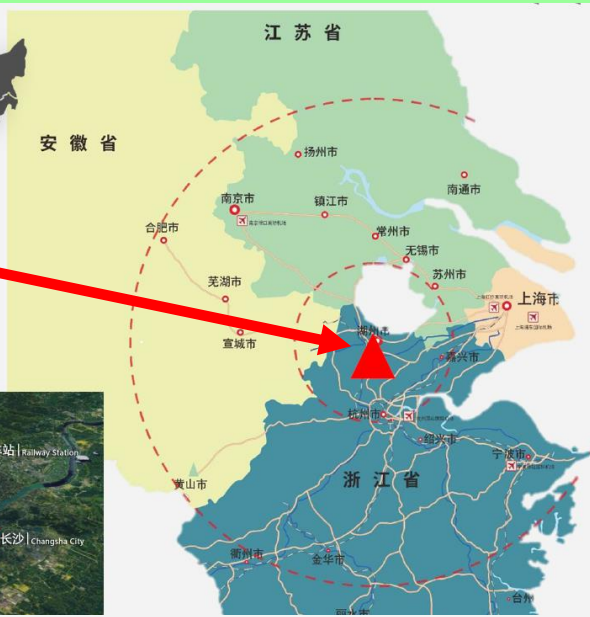 江苏省
安徽省
扬州市
南京市
镇江市
南通市
合肥市
常州市
无锡市
芜湖市
苏州市
上海市
湖州市
宣城市
嘉兴市
杭州市
绍兴市
宁波市
黄山市
浙江省
衢州市
金华市
台州
丽水市
站|Railway Station
长沙|Changsha City